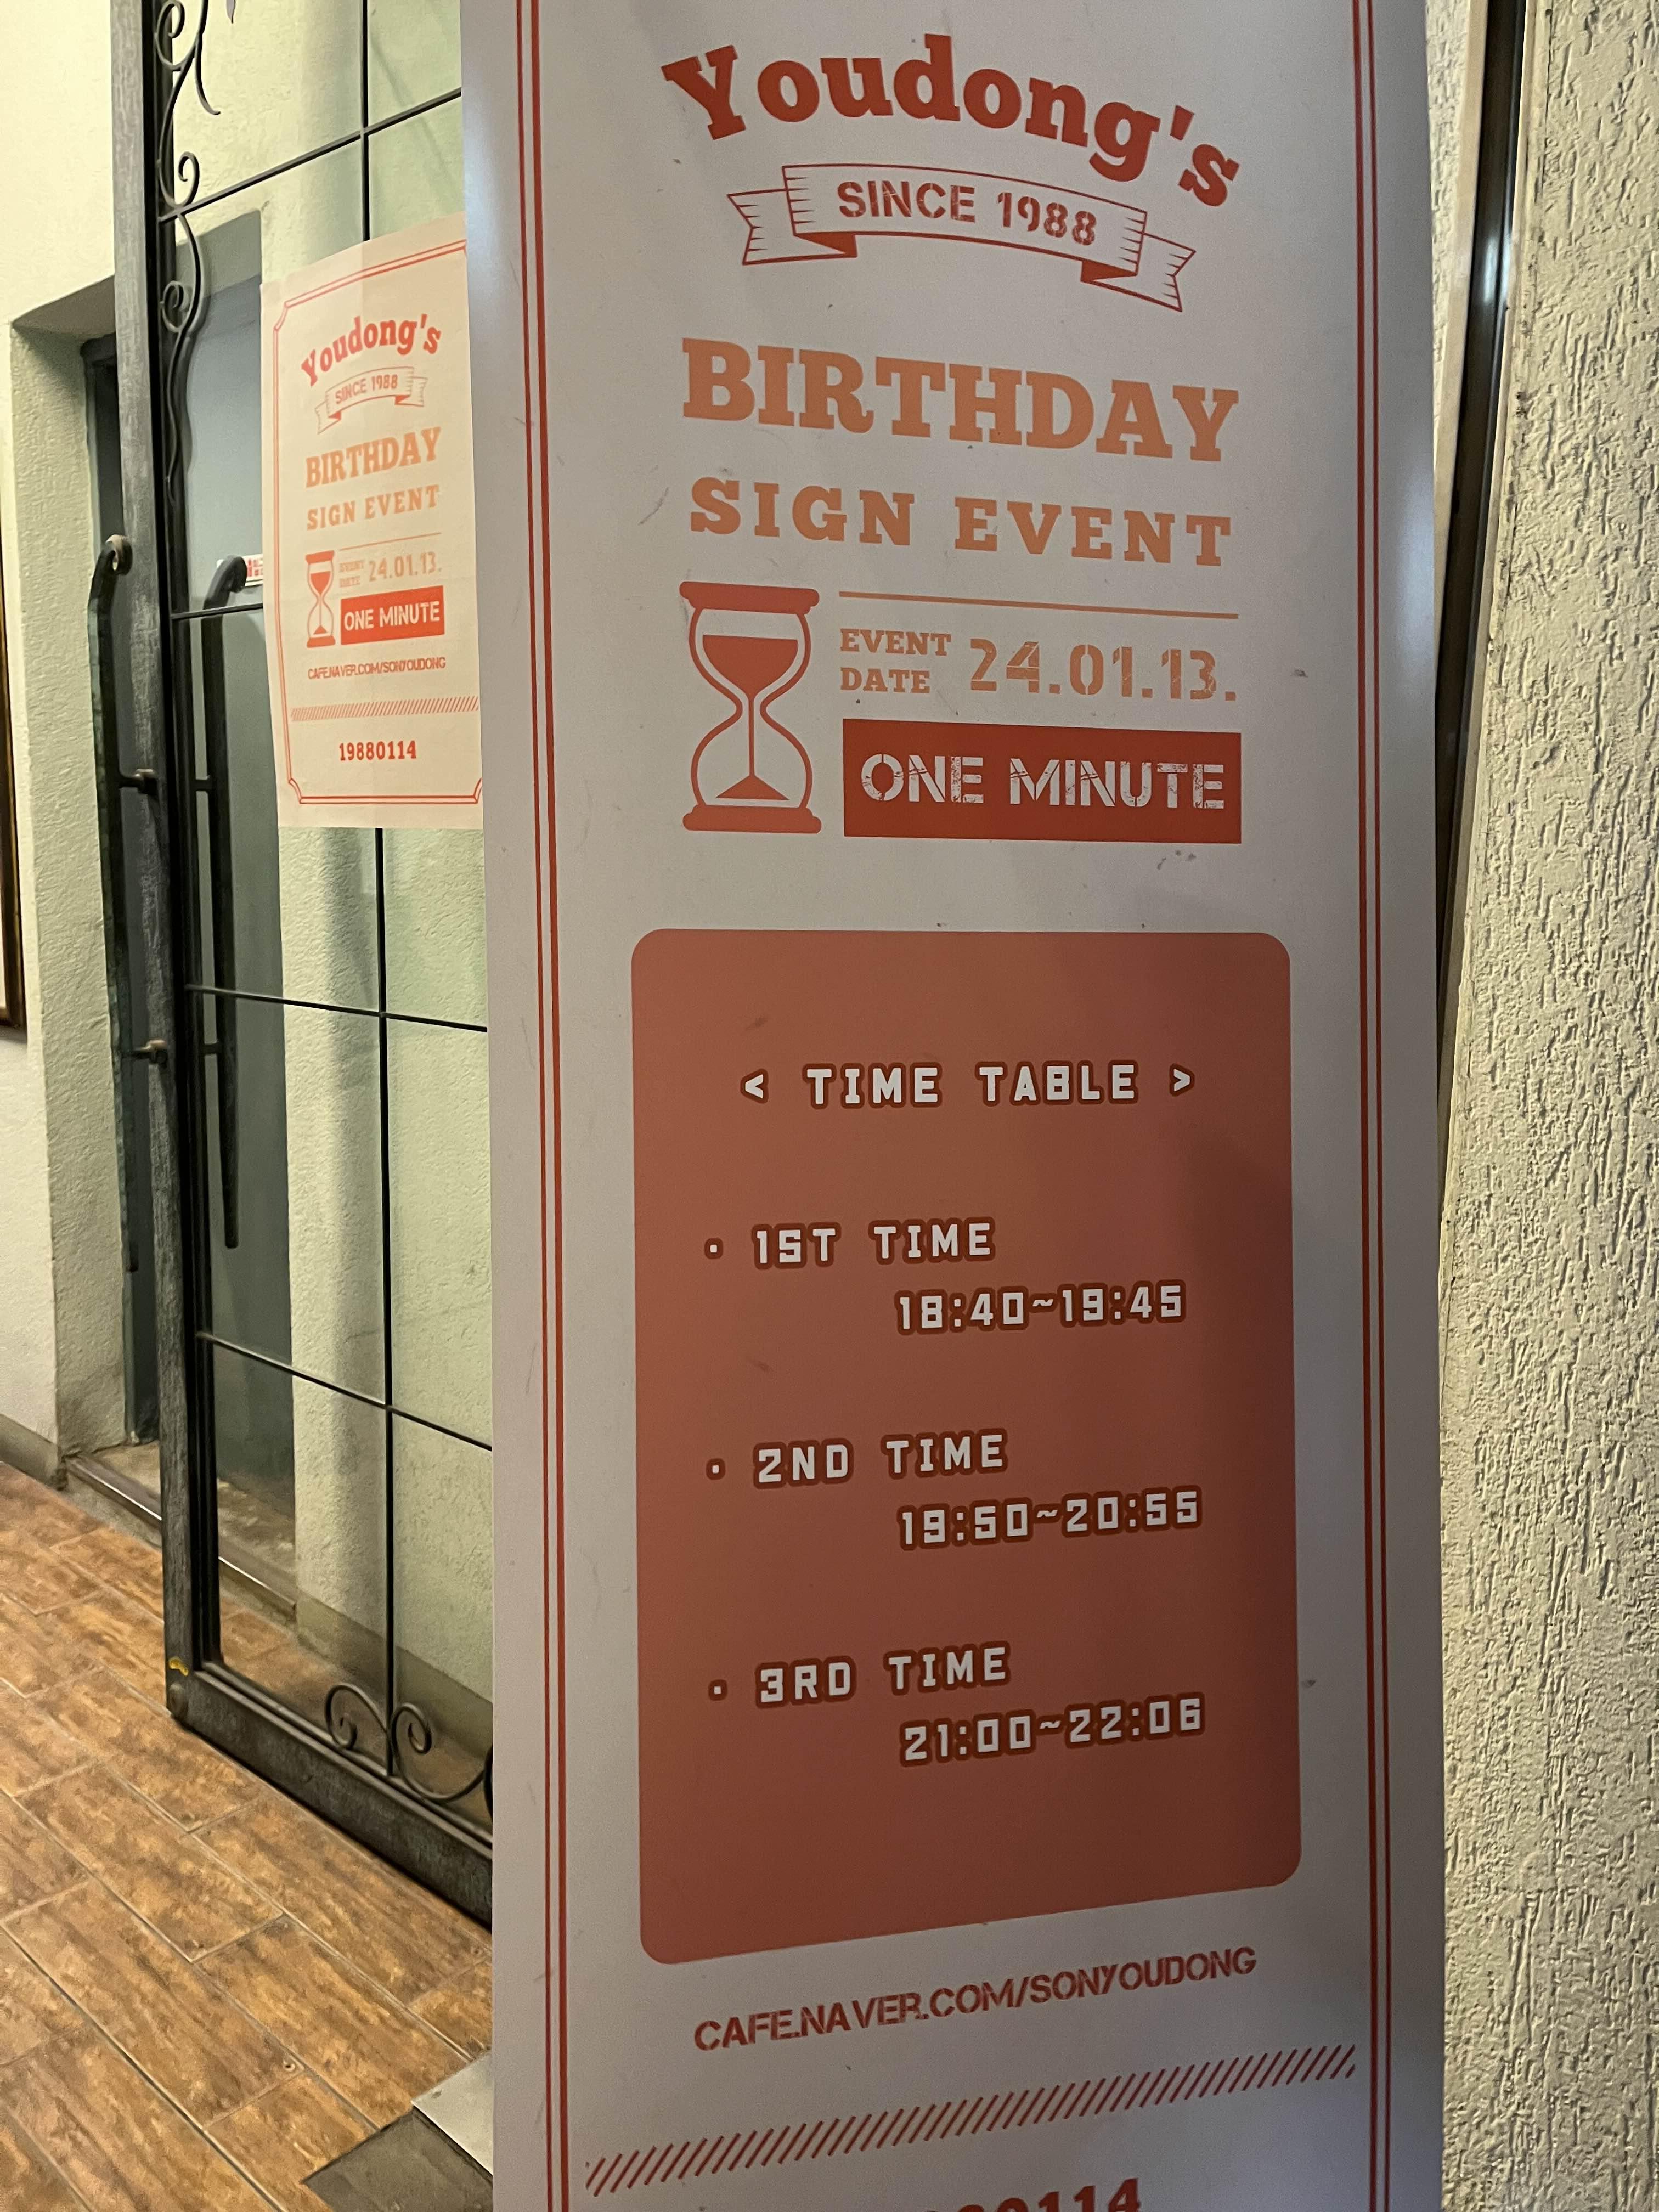 Youdong's
SINCE 1988
BIRTHDAY
SIGN EVENT
EVENT
DATE 24.01.13.
ONE MINUTE
< TIME TABLE >
· 1ST TIME
18:40~19:45
· 2ND TIME
19:50~20:55
· 3RD TIME
21:00~22:06
CAFE.NAVER.COM/SONYOUDONG
Youdong's
SINCE 1988
BIRTHDAY
SIGN EVENT
EVENT
DATE 24.01.13.
ONE MINUTE
CAFE.NAVER.COM/SONYOUDONG
19880114